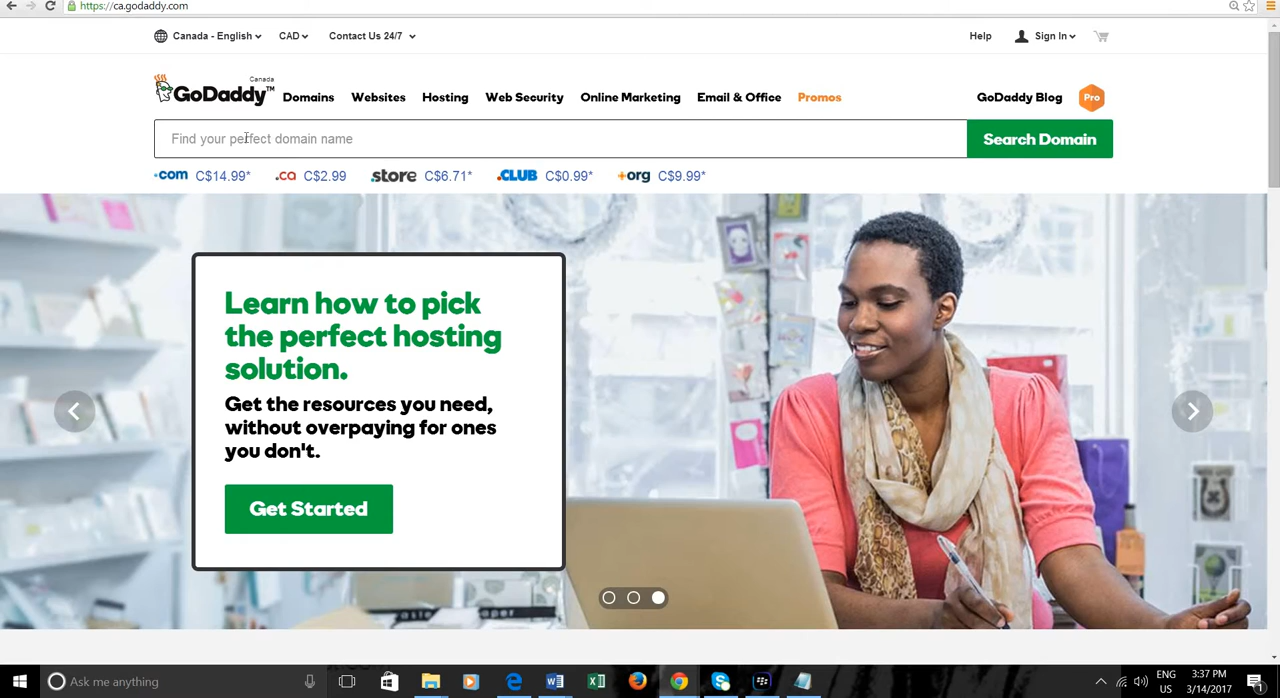 https://ca.godaddy.com
Canada - English CAD Contact Us 24/7 Help Sign In
Canada
GoDaddy™ Domains Websites Hosting Web Security Online Marketing Email & Office Promos GoDaddy Blog Pro
Find your perfect domain name Search Domain
.com C$14.99* .ca C$2.99 .store C$6.71* .CLUB C$0.99* org C$9.99*
Learn how to pick
the perfect hosting
solution.
Get the resources you need,
without overpaying for ones
you don't.
Get Started
Ask me anything
ENG 3:37 PM
US 3/14/2017